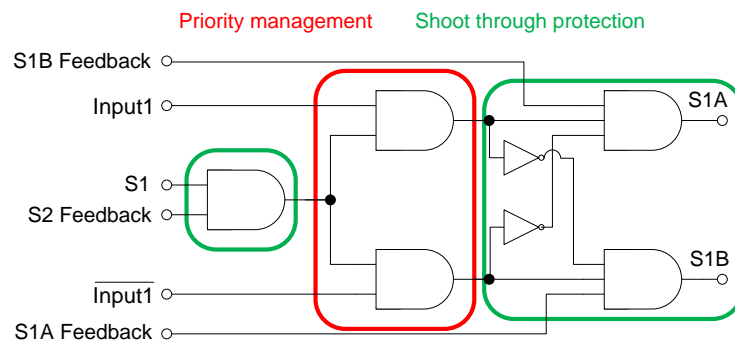 Priority management Shoot through protection
S1B Feedback
S1A
Input1
S1
S2 Feedback
S1B
Input1
S1A Feedback